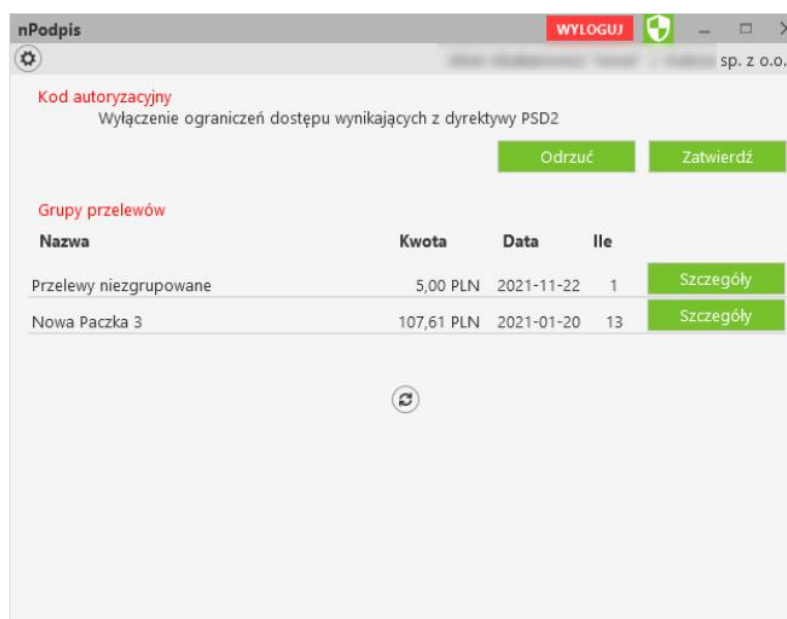 nPodpis WYLOGUJ
sp. z o.o.
Kod autoryzacyjny
Wyłączenie ograniczeń dostępu wynikających z dyrektywy PSD2
Odrzuć Zatwierdź
Grupy przelewów
Nazwa Kwota Data Ile
Przelewy niezgrupowane 5,00 PLN 2021-11-22 1 Szczegóły
Nowa Paczka 3 107,61 PLN 2021-01-20 13 Szczegóły